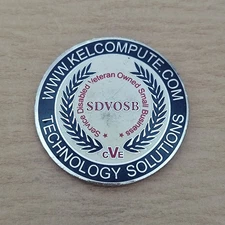 WWW.KELCOMPUTE.COM
Service Disabled Veteran Owned Small Business
SDVOSB
CVE
TECHNOLOGY SOLUTIONS